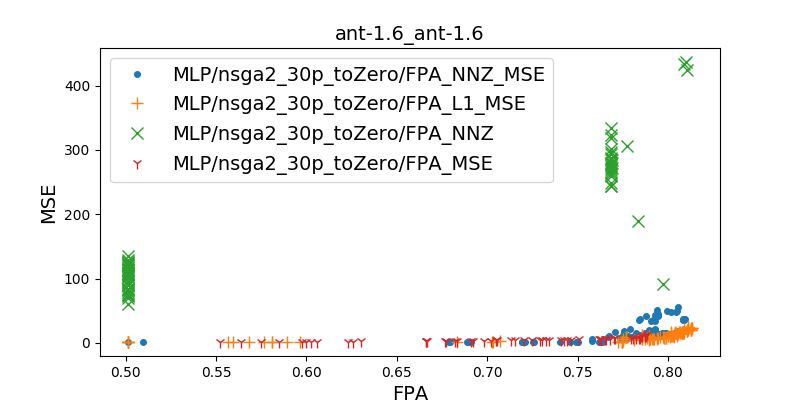 ant-1.6_ant-1.6
MLP/nsga2_30p_toZero/FPA_NNZ_MSE
MLP/nsga2_30p_toZero/FPA_L1_MSE
MLP/nsga2_30p_toZero/FPA_NNZ
MLP/nsga2_30p_toZero/FPA_MSE
MSE
400
300
200
100
0
0.50 0.55 0.60 0.65 0.70 0.75 0.80
FPA